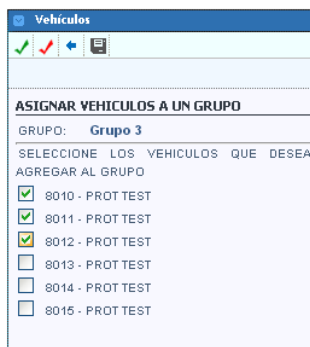 Vehículos
ASIGNAR VEHICULOS A UN GRUPO
GRUPO: Grupo 3
SELECCIONE LOS VEHICULOS QUE DESEA
AGREGAR AL GRUPO
8010 - PROT TEST
8011 - PROT TEST
8012 - PROT TEST
8013 - PROT TEST
8014 - PROT TEST
8015 - PROT TEST